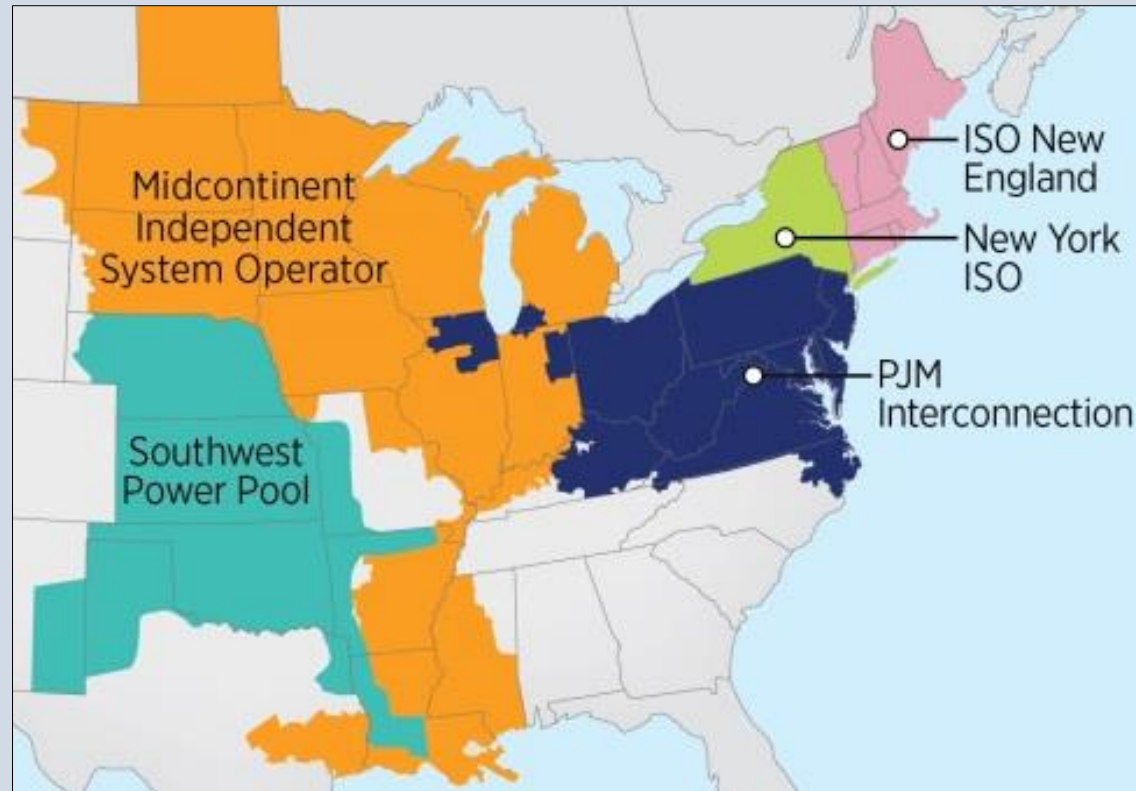 ISO New
England
Midcontinent
Independent
System Operator
New York
ISO
PJM
Interconnection
Southwest
Power Pool